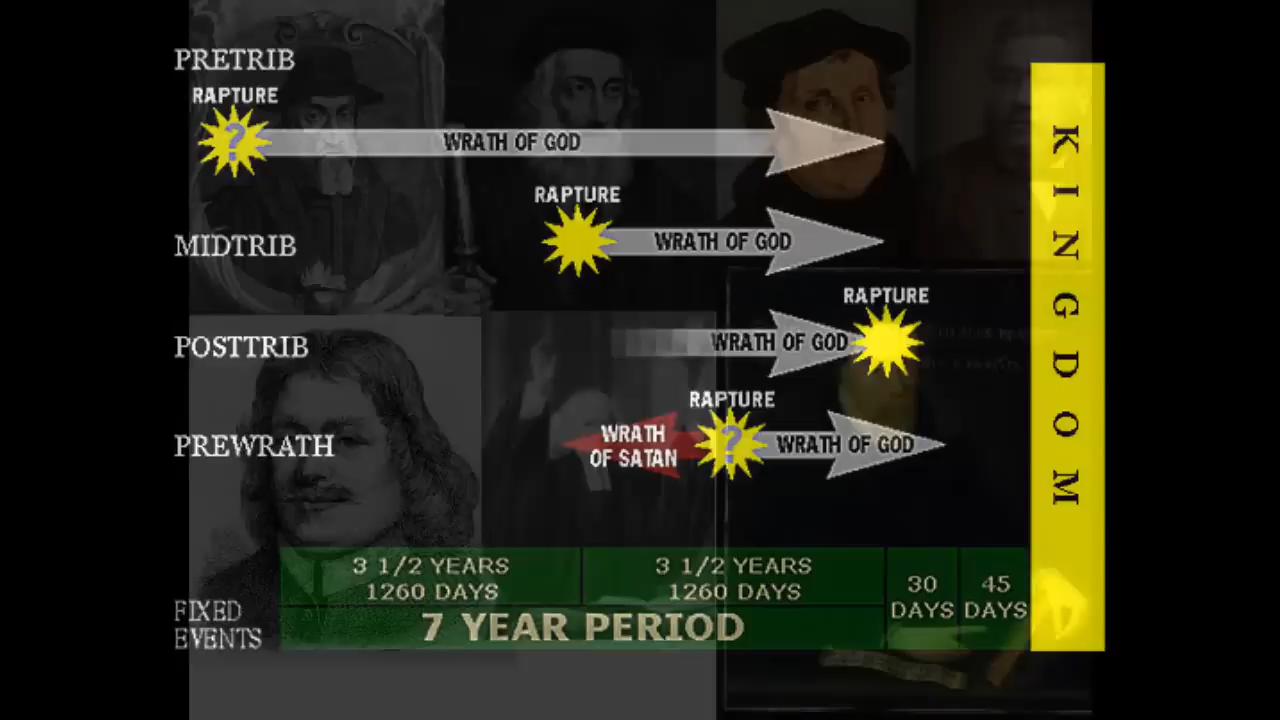 PRETRIB
RAPTURE
?
WRATH OF GOD
RAPTURE
MIDTRIB
WRATH OF GOD
RAPTURE
POSTTRIB
WRATH OF GOD
RAPTURE
PREWRATH
WRATH
OF SATAN
?
WRATH OF GOD
KINGDOM
3 1/2 YEARS
1260 DAYS
3 1/2 YEARS
1260 DAYS
30
DAYS
45
DAYS
FIXED
EVENTS
7 YEAR PERIOD